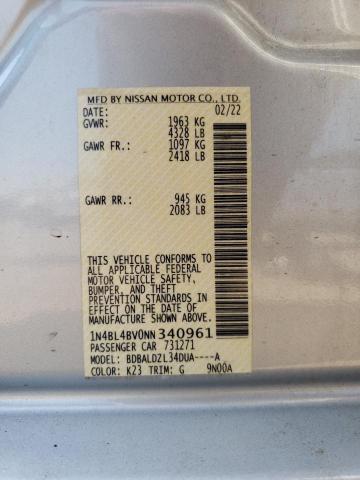 MFD BY NISSAN MOTOR CO., LTD.
DATE: 02/22
GVWR: 1963 KG
4328 LB
GAWR FR: 1097 KG
2418 LB
GAWR RR: 945 KG
2083 LB
THIS VEHICLE CONFORMS TO
ALL APPLICABLE FEDERAL
MOTOR VEHICLE SAFETY,
BUMPER, AND THEFT
PREVENTION STANDARDS
IN EFFECT ON THE DATE OF
MANUFACTURE SHOWN ABOVE.
1N4BL4BV0NN340961
PASSENGER CAR 731271
MODEL: BDBALDZL34DUA----A
COLOR: K23 TRIM: G 9N00A